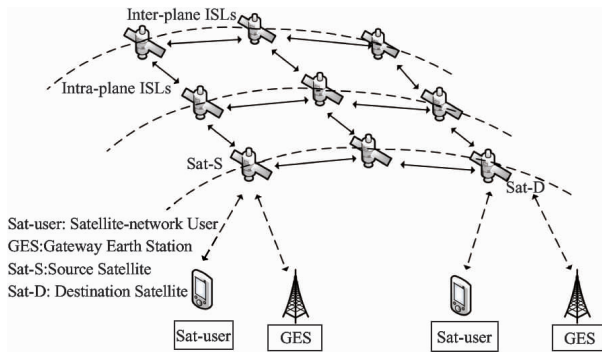 Inter-plane ISLs
Intra-plane ISLs
Sat-S
Sat-D
Sat-user: Satellite-network User
GES:Gateway Earth Station
Sat-S:Source Satellite
Sat-D: Destination Satellite
Sat-user
GES
Sat-user
GES